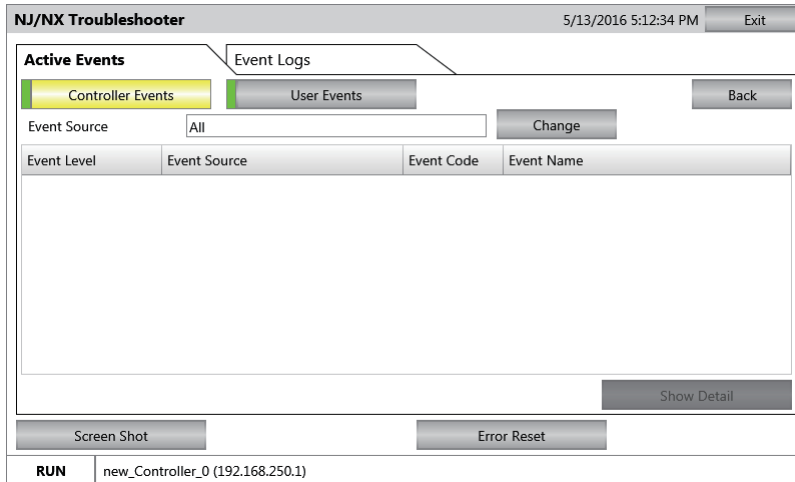 NJ/NX Troubleshooter 5/13/2016 5:12:34 PM Exit
Active Events Event Logs
Controller Events User Events Back
Event Source All Change
Event Level Event Source Event Code Event Name
Show Detail
Screen Shot Error Reset
RUN new_Controller_0 (192.168.250.1)